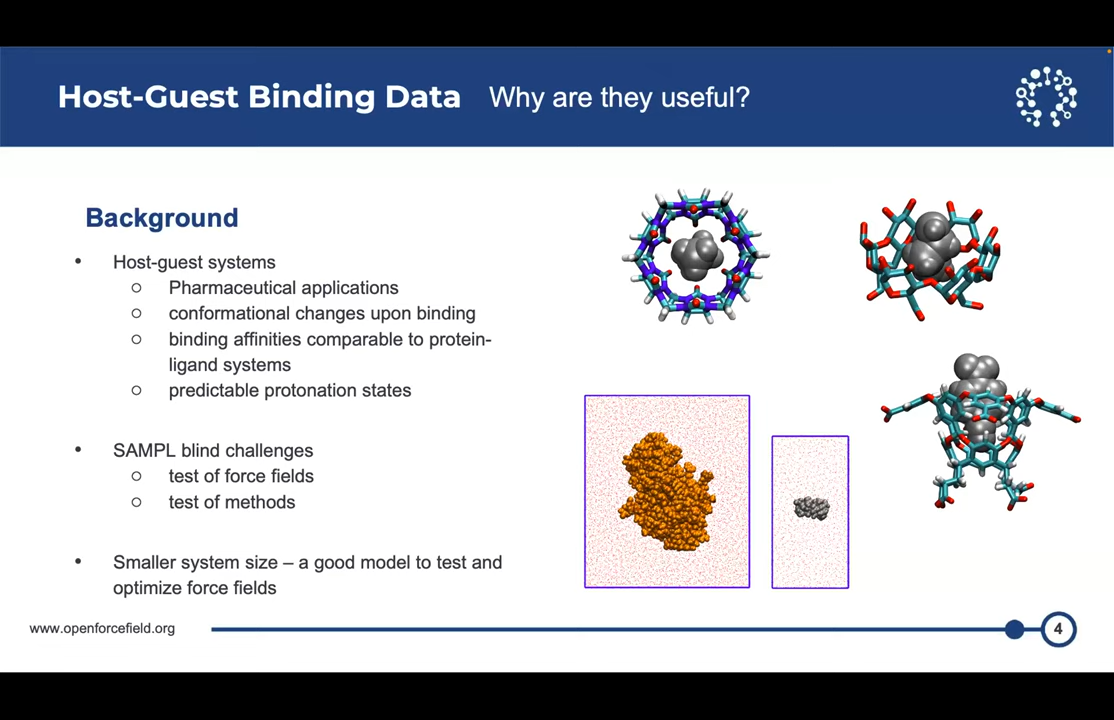 Host-Guest Binding Data Why are they useful?
Background
• Host-guest systems
○ Pharmaceutical applications
○ conformational changes upon binding
○ binding affinities comparable to protein-
ligand systems
○ predictable protonation states
• SAMPL blind challenges
○ test of force fields
○ test of methods
• Smaller system size – a good model to test and
optimize force fields
www.openforcefield.org
4